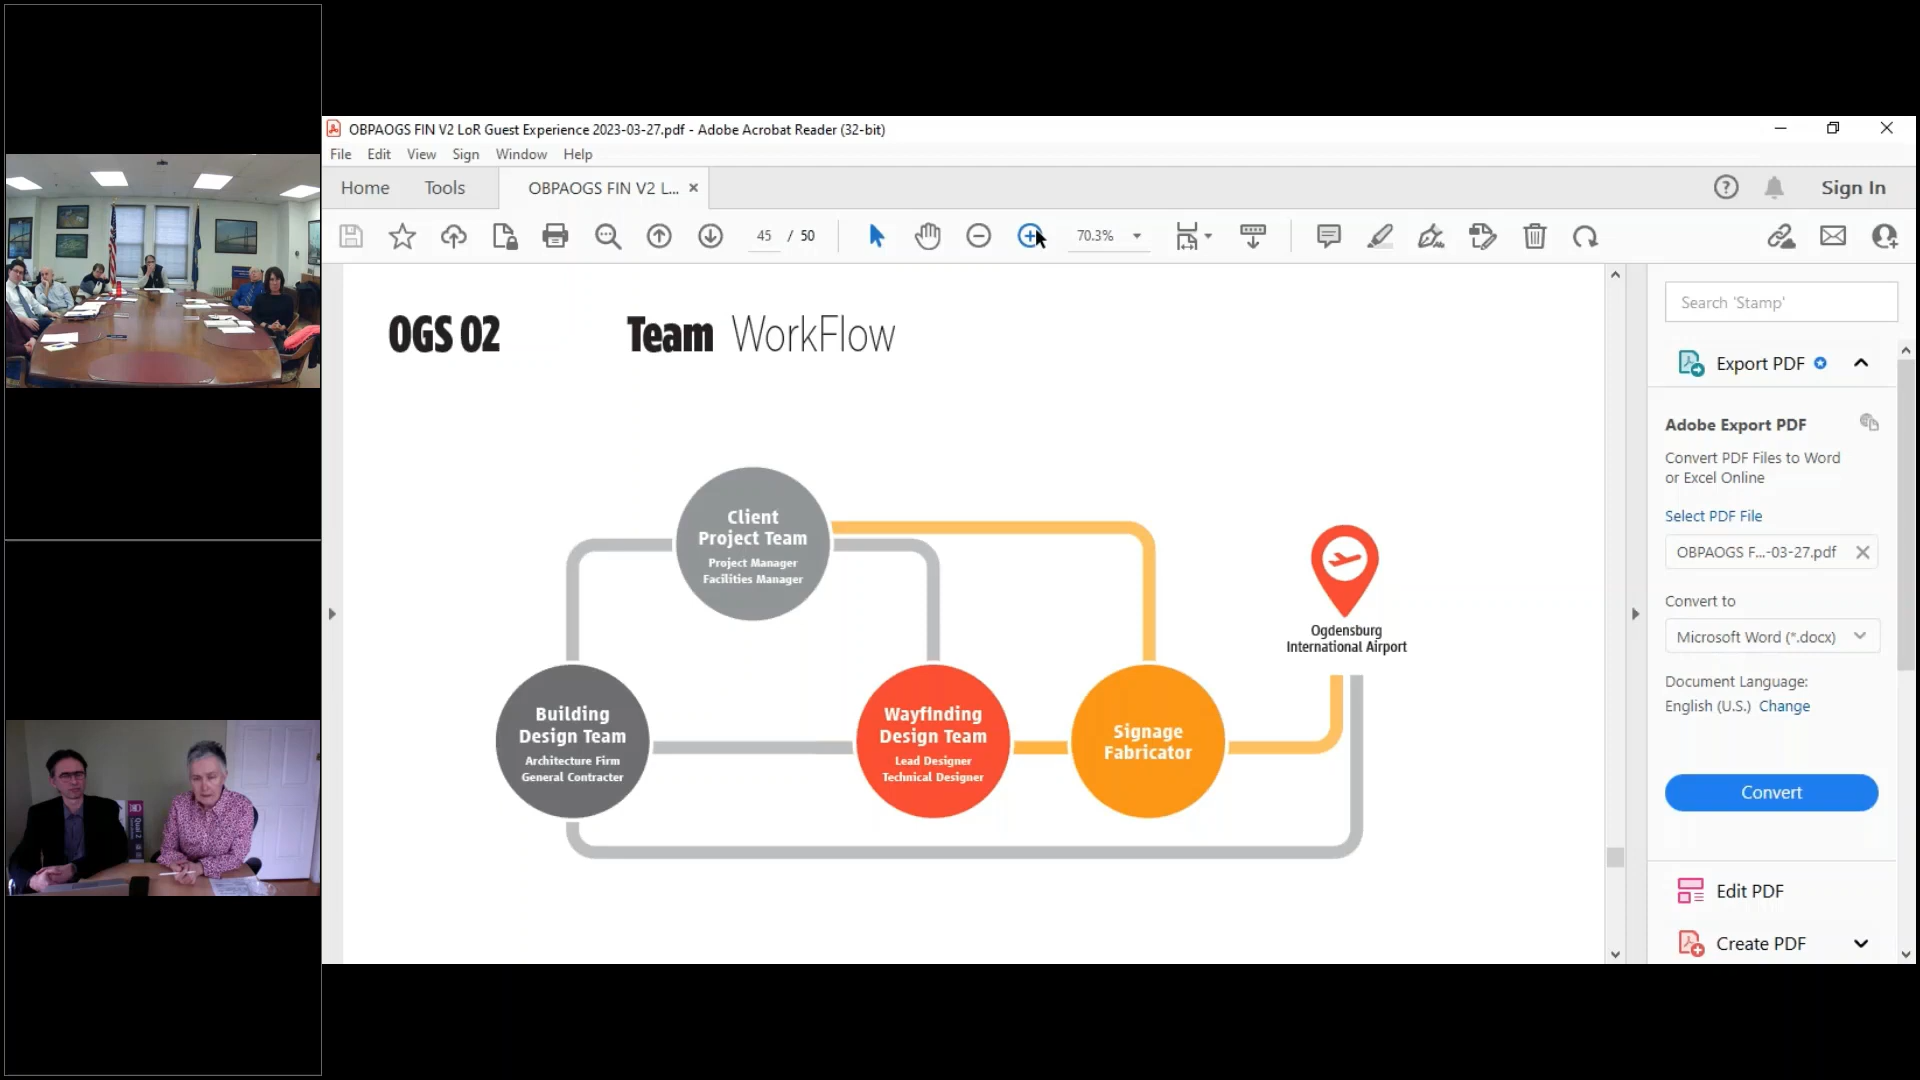 OBPAOGS FIN V2 LoR Guest Experience 2023-03-27.pdf - Adobe Acrobat Reader (32-bit)
File Edit View Sign Window Help
Home Tools OBPAOGS FIN V2 L... Sign In
45 / 50 70.3%
OGS 02 Team WorkFlow
Client
Project Team
Project Manager
Facilities Manager
Building
Design Team
Architecture Firm
General Contracter
Wayfinding
Design Team
Lead Designer
Technical Designer
Signage
Fabricator
Ogdensburg
International Airport
Search 'Stamp'
Export PDF
Adobe Export PDF
Convert PDF Files to Word
or Excel Online
Select PDF File
OBPAOGS F...-03-27.pdf
Convert to
Microsoft Word (*.docx)
Document Language:
English (U.S.) Change
Convert
Edit PDF
Create PDF